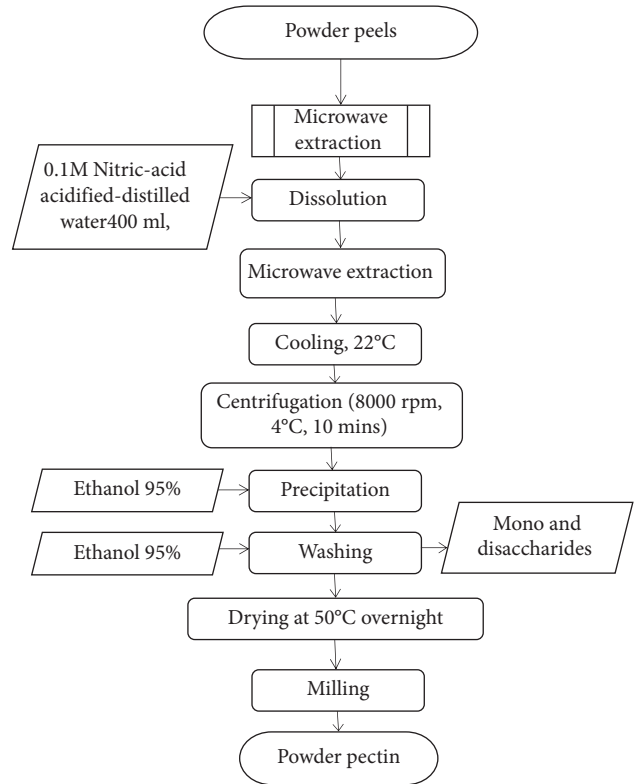 Powder peels
Microwave
extraction
0.1M Nitric-acid
acidified-distilled
water400 ml,
Dissolution
Microwave extraction
Cooling, 22°C
Centrifugation (8000 rpm,
4°C, 10 mins)
Ethanol 95%
Precipitation
Ethanol 95%
Washing
Mono and
disaccharides
Drying at 50°C overnight
Milling
Powder pectin